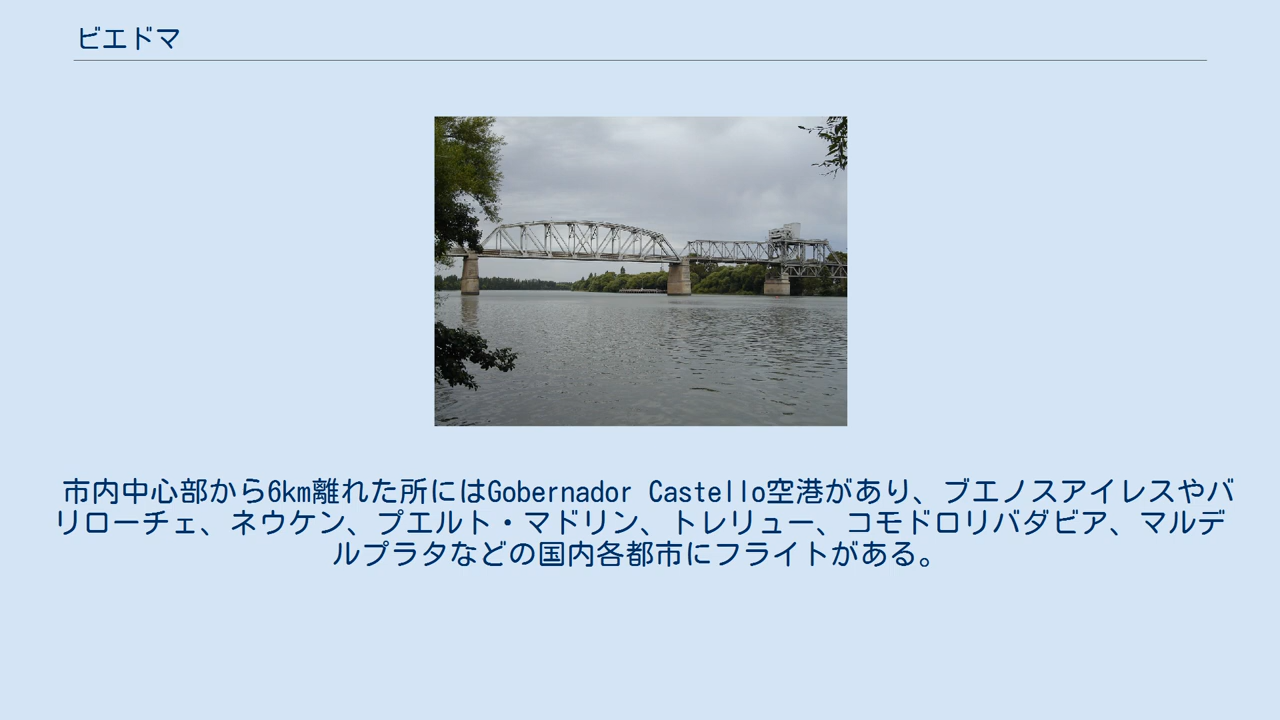 ビエドマ
市内中心部から6km離れた所にはGobernador Castello空港があり、ブエノスアイレスやバ
リローチェ、ネウケン、プエルト・マドリン、トレリュー、コモドロリバダビア、マルデ
ルプラタなどの国内各都市にフライトがある。